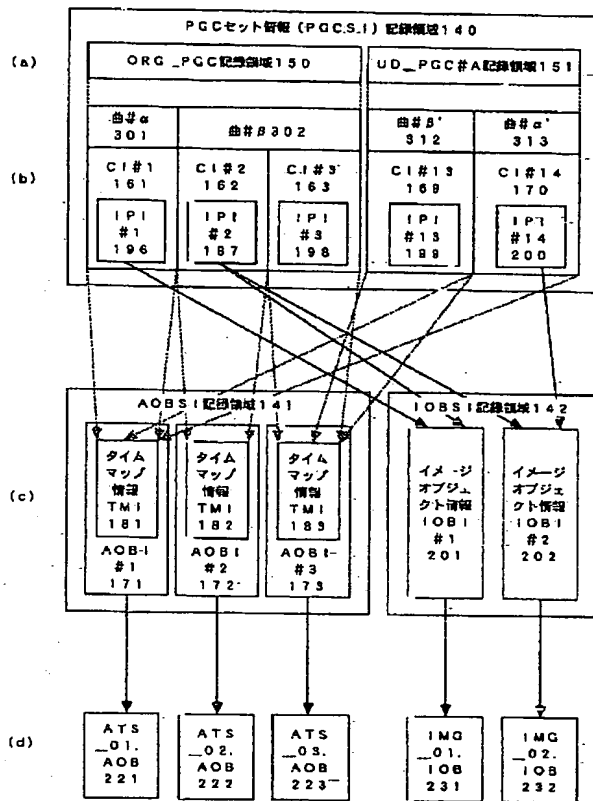 PGCセット情報（PGCS_I）記録領域140
(a)
ORG_PGC記録領域150
UD_PGC#A記録領域151
曲#α
301
曲#β302
曲#β'
312
曲#α'
313
(b)
CI#1
161
CI#2
162
CI#3
163
CI#13
169
CI#14
170
IPI
#1
196
IPI
#2
187
IPI
#3
198
IPI
#13
199
IPI
#14
200
AOBSI記録領域141
IOBSI記録領域142
(c)
タイム
マップ
情報
TMI
181
タイム
マップ
情報
TMI
182
タイム
マップ
情報
TMI
183
イメージ
オブジェ
クト情報
IOBI
#1
201
イメージ
オブジェ
クト情報
IOBI
#2
202
AOBI
#1
171
AOBI
#2
172
AOBI
#3
173
(d)
ATS
_01.
AOB
221
ATS
_02.
AOB
222
ATS
_03.
AOB
223
IMG
_01.
IOB
231
IMG
_02.
IOB
232